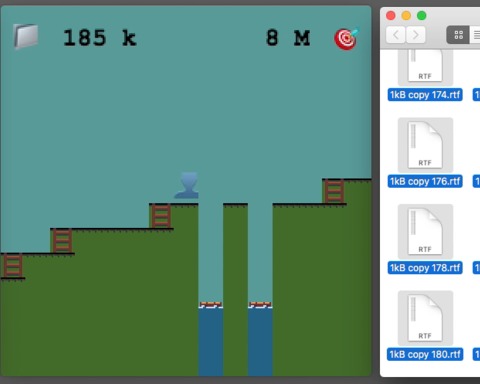 185 k
8 M
RTF
1kB copy 174.rtf
RTF
1kB copy 176.rtf
RTF
1kB copy 178.rtf
RTF
1kB copy 180.rtf